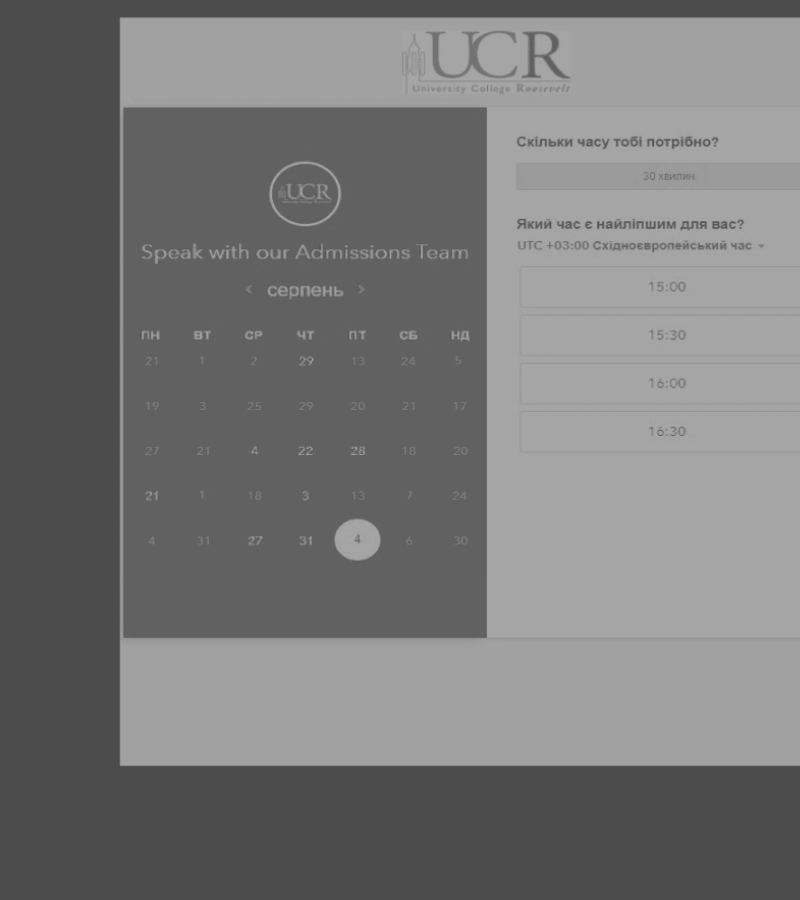 UCR
University College Roosevelt
UCR
Speak with our Admissions Team
‹ серпень ›
ПН ВТ СР ЧТ ПТ СБ НД
21 1 2 29 13 24 5
19 3 25 29 20 21 17
27 21 4 22 28 18 20
21 1 18 3 13 7 24
4 31 27 31 4 6 30
Скільки часу тобі потрібно?
30 хвилин
Який час є найліпшим для вас?
UTC +03:00 Східноєвропейський час
15:00
15:30
16:00
16:30